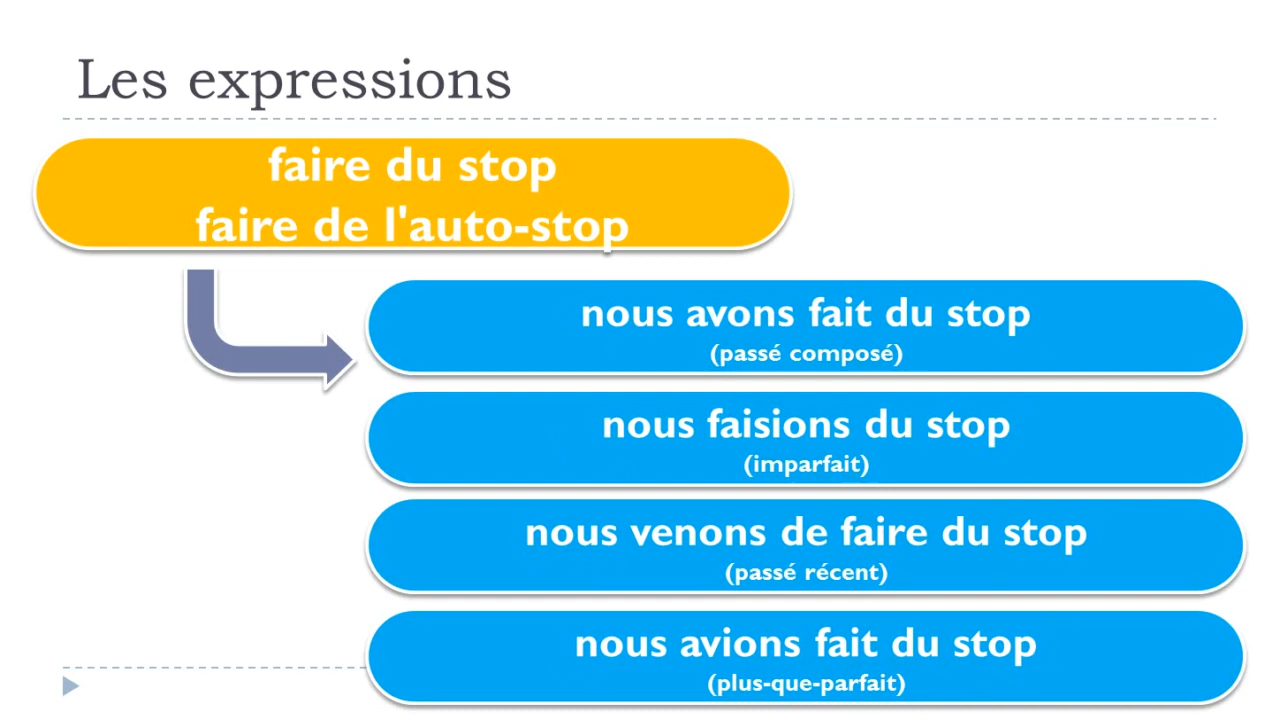 Les expressions
faire du stop
faire de l'auto-stop
nous avons fait du stop
(passé composé)
nous faisions du stop
(imparfait)
nous venons de faire du stop
(passé récent)
nous avions fait du stop
(plus-que-parfait)